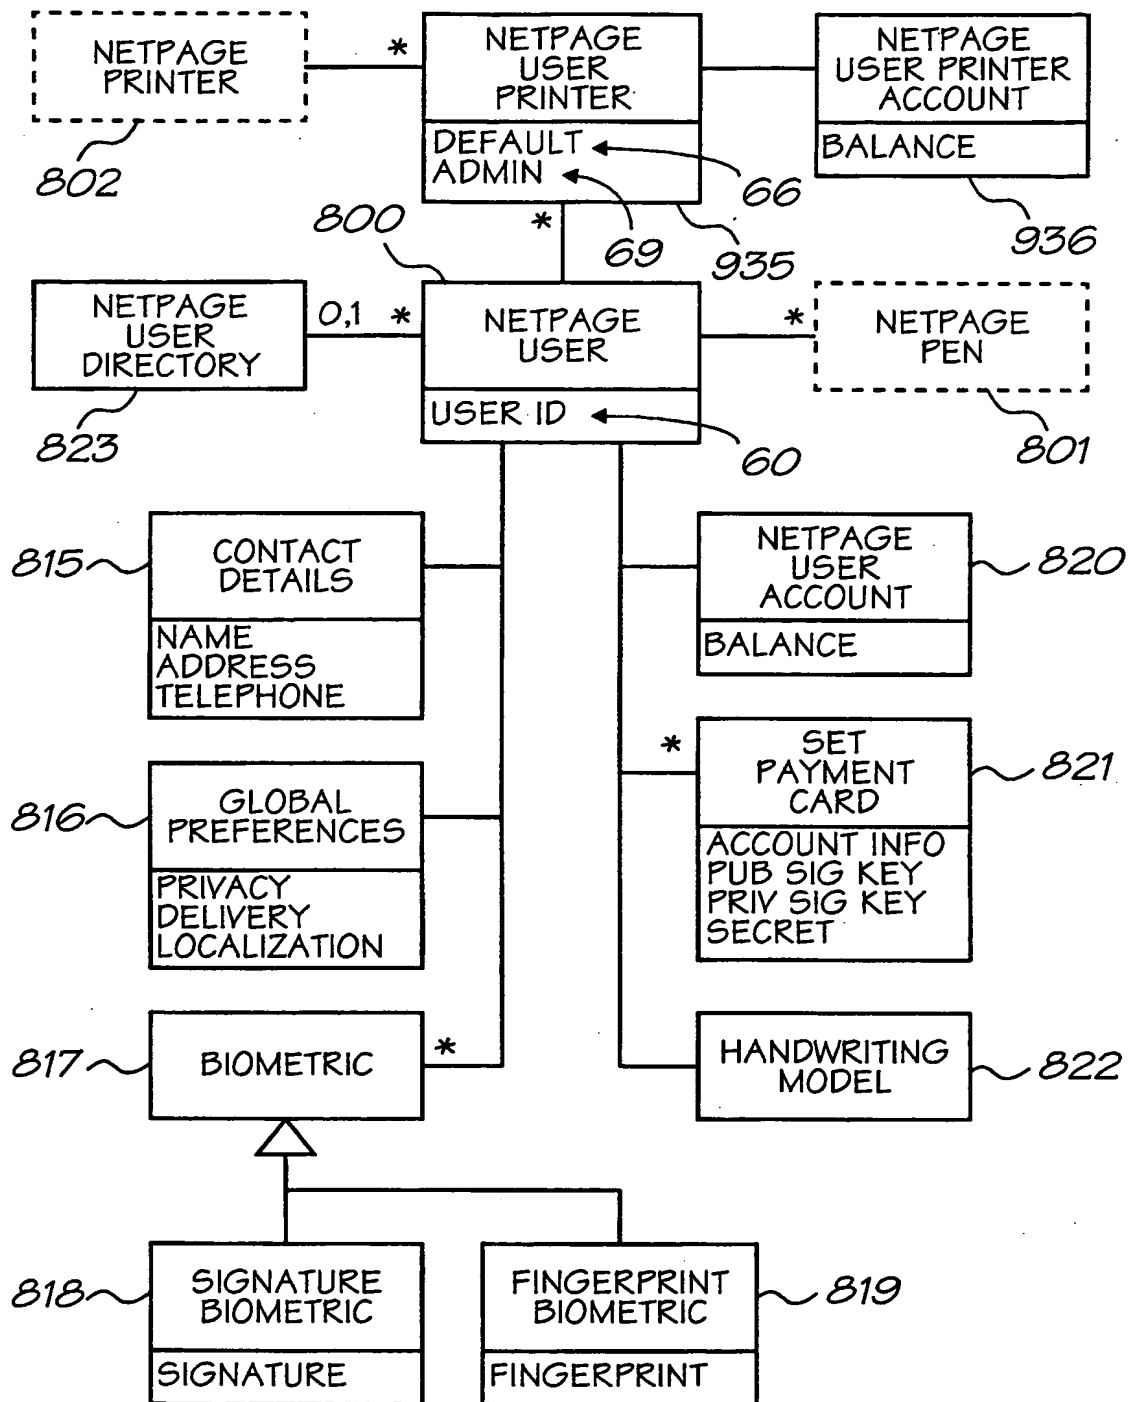 NETPAGE
PRINTER
802
*
NETPAGE
USER
PRINTER
DEFAULT
ADMIN
66
69
935
*
NETPAGE
USER PRINTER
ACCOUNT
BALANCE
936
800
NETPAGE
USER
DIRECTORY
823
0,1 *
NETPAGE
USER
USER ID
60
*
NETPAGE
PEN
801
815
CONTACT
DETAILS
NAME
ADDRESS
TELEPHONE
NETPAGE
USER
ACCOUNT
BALANCE
820
816
GLOBAL
PREFERENCES
PRIVACY
DELIVERY
LOCALIZATION
*
SET
PAYMENT
CARD
ACCOUNT INFO
PUB SIG KEY
PRIV SIG KEY
SECRET
821
817
BIOMETRIC
*
HANDWRITING
MODEL
822
818
SIGNATURE
BIOMETRIC
SIGNATURE
FINGERPRINT
BIOMETRIC
FINGERPRINT
819